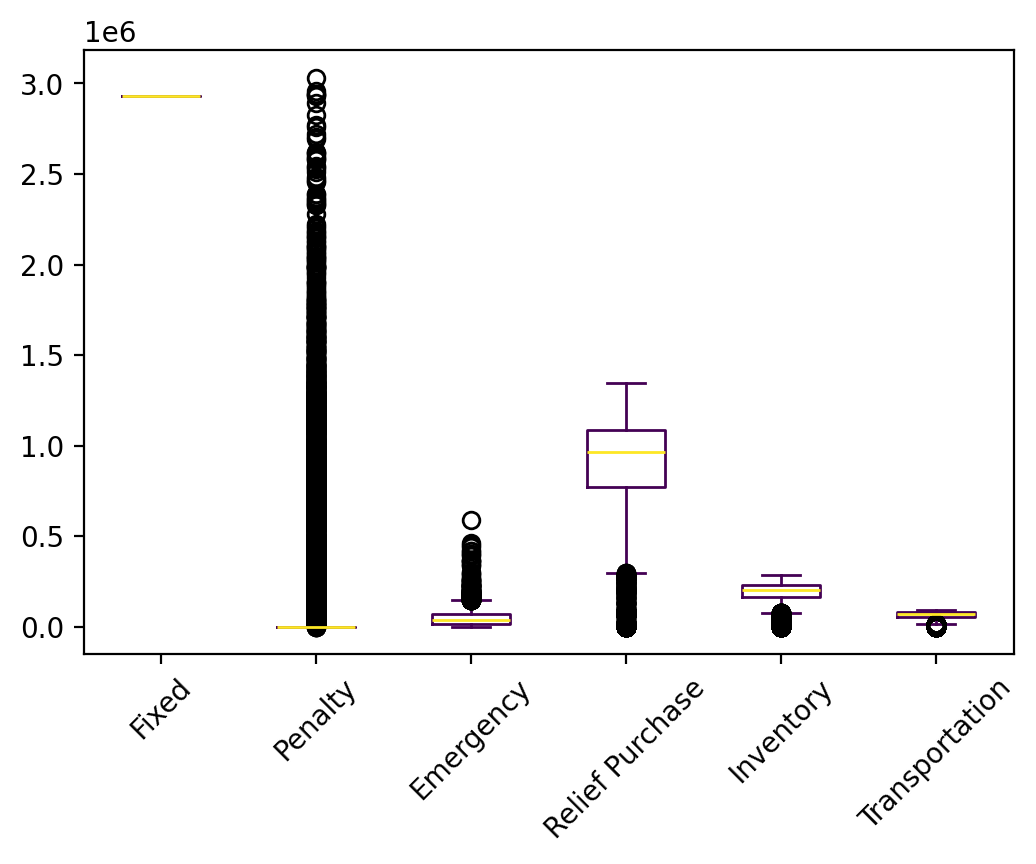 1e6
3.0
2.5
2.0
1.5
1.0
0.5
0.0
Fixed
Penalty
Emergency
Relief Purchase
Inventory
Transportation